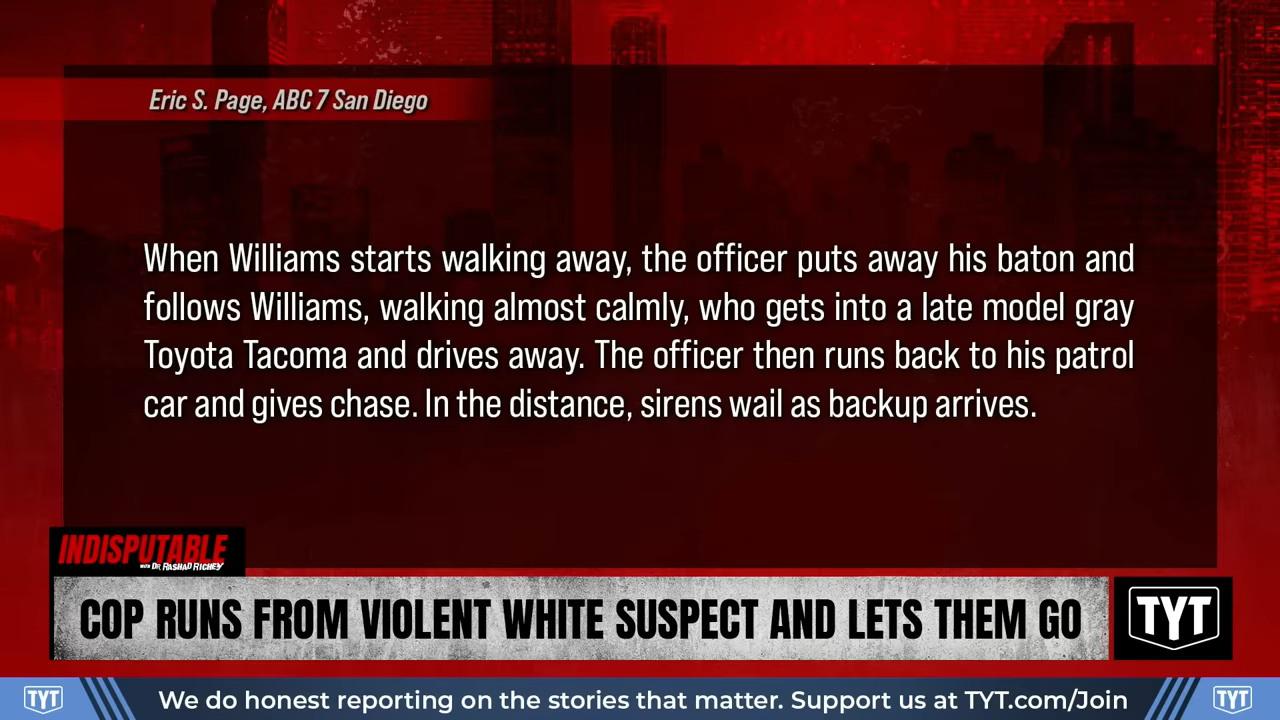 Eric S. Page, ABC 7 San Diego
When Williams starts walking away, the officer puts away his baton and
follows Williams, walking almost calmly, who gets into a late model gray
Toyota Tacoma and drives away. The officer then runs back to his patrol
car and gives chase. In the distance, sirens wail as backup arrives.
INDISPUTABLE
WITH DR. RASHAD RICHEY
COP RUNS FROM VIOLENT WHITE SUSPECT AND LETS THEM GO
TYT
TYT
We do honest reporting on the stories that matter. Support us at TYT.com/Join
TYT